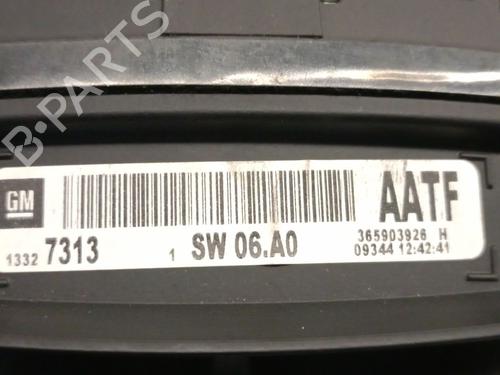 B-PARTS
GM
AATF
365903926 H
1332 7313 1 SW 06.A0 09344 12:42:41